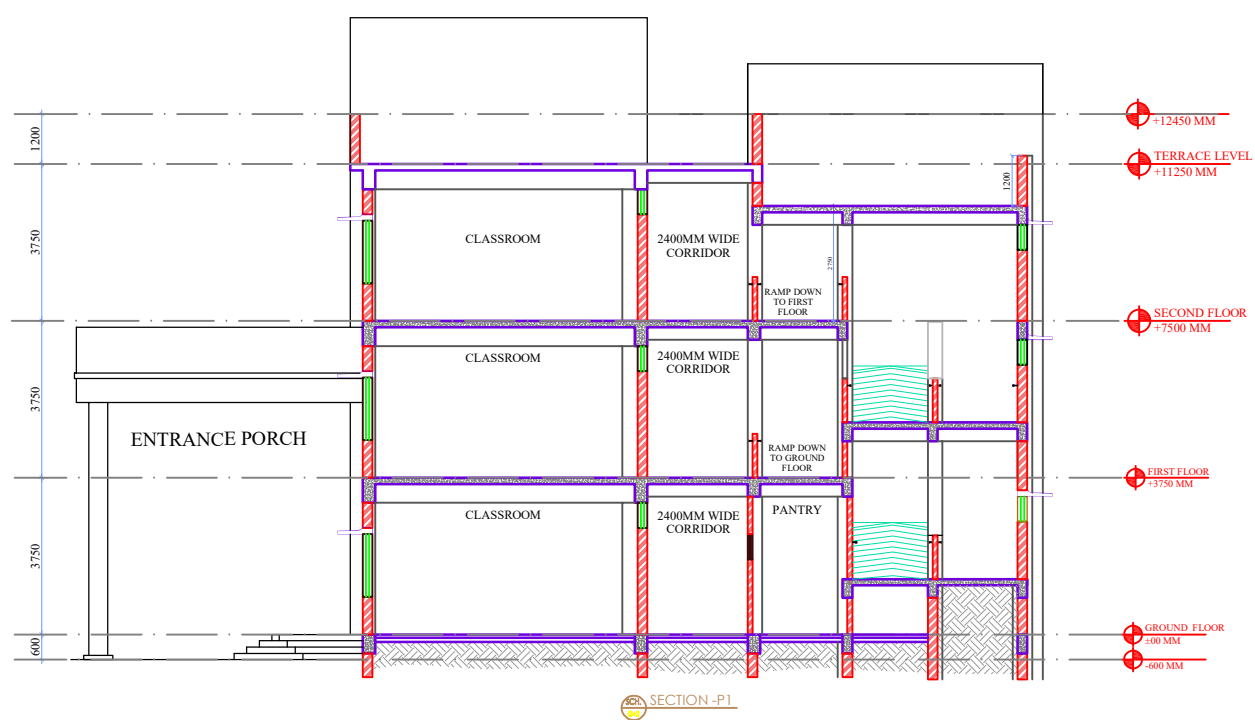 +12450 MM
1200
TERRACE LEVEL
+11250 MM
1200
3750
CLASSROOM
2400MM WIDE
CORRIDOR
2750
RAMP DOWN
TO FIRST
FLOOR
SECOND FLOOR
+7500 MM
CLASSROOM
2400MM WIDE
CORRIDOR
3750
ENTRANCE PORCH
RAMP DOWN
TO GROUND
FLOOR
FIRST FLOOR
+3750 MM
CLASSROOM
2400MM WIDE
CORRIDOR
PANTRY
3750
GROUND FLOOR
±00 MM
600
-600 MM
SCH.
SECTION -P1